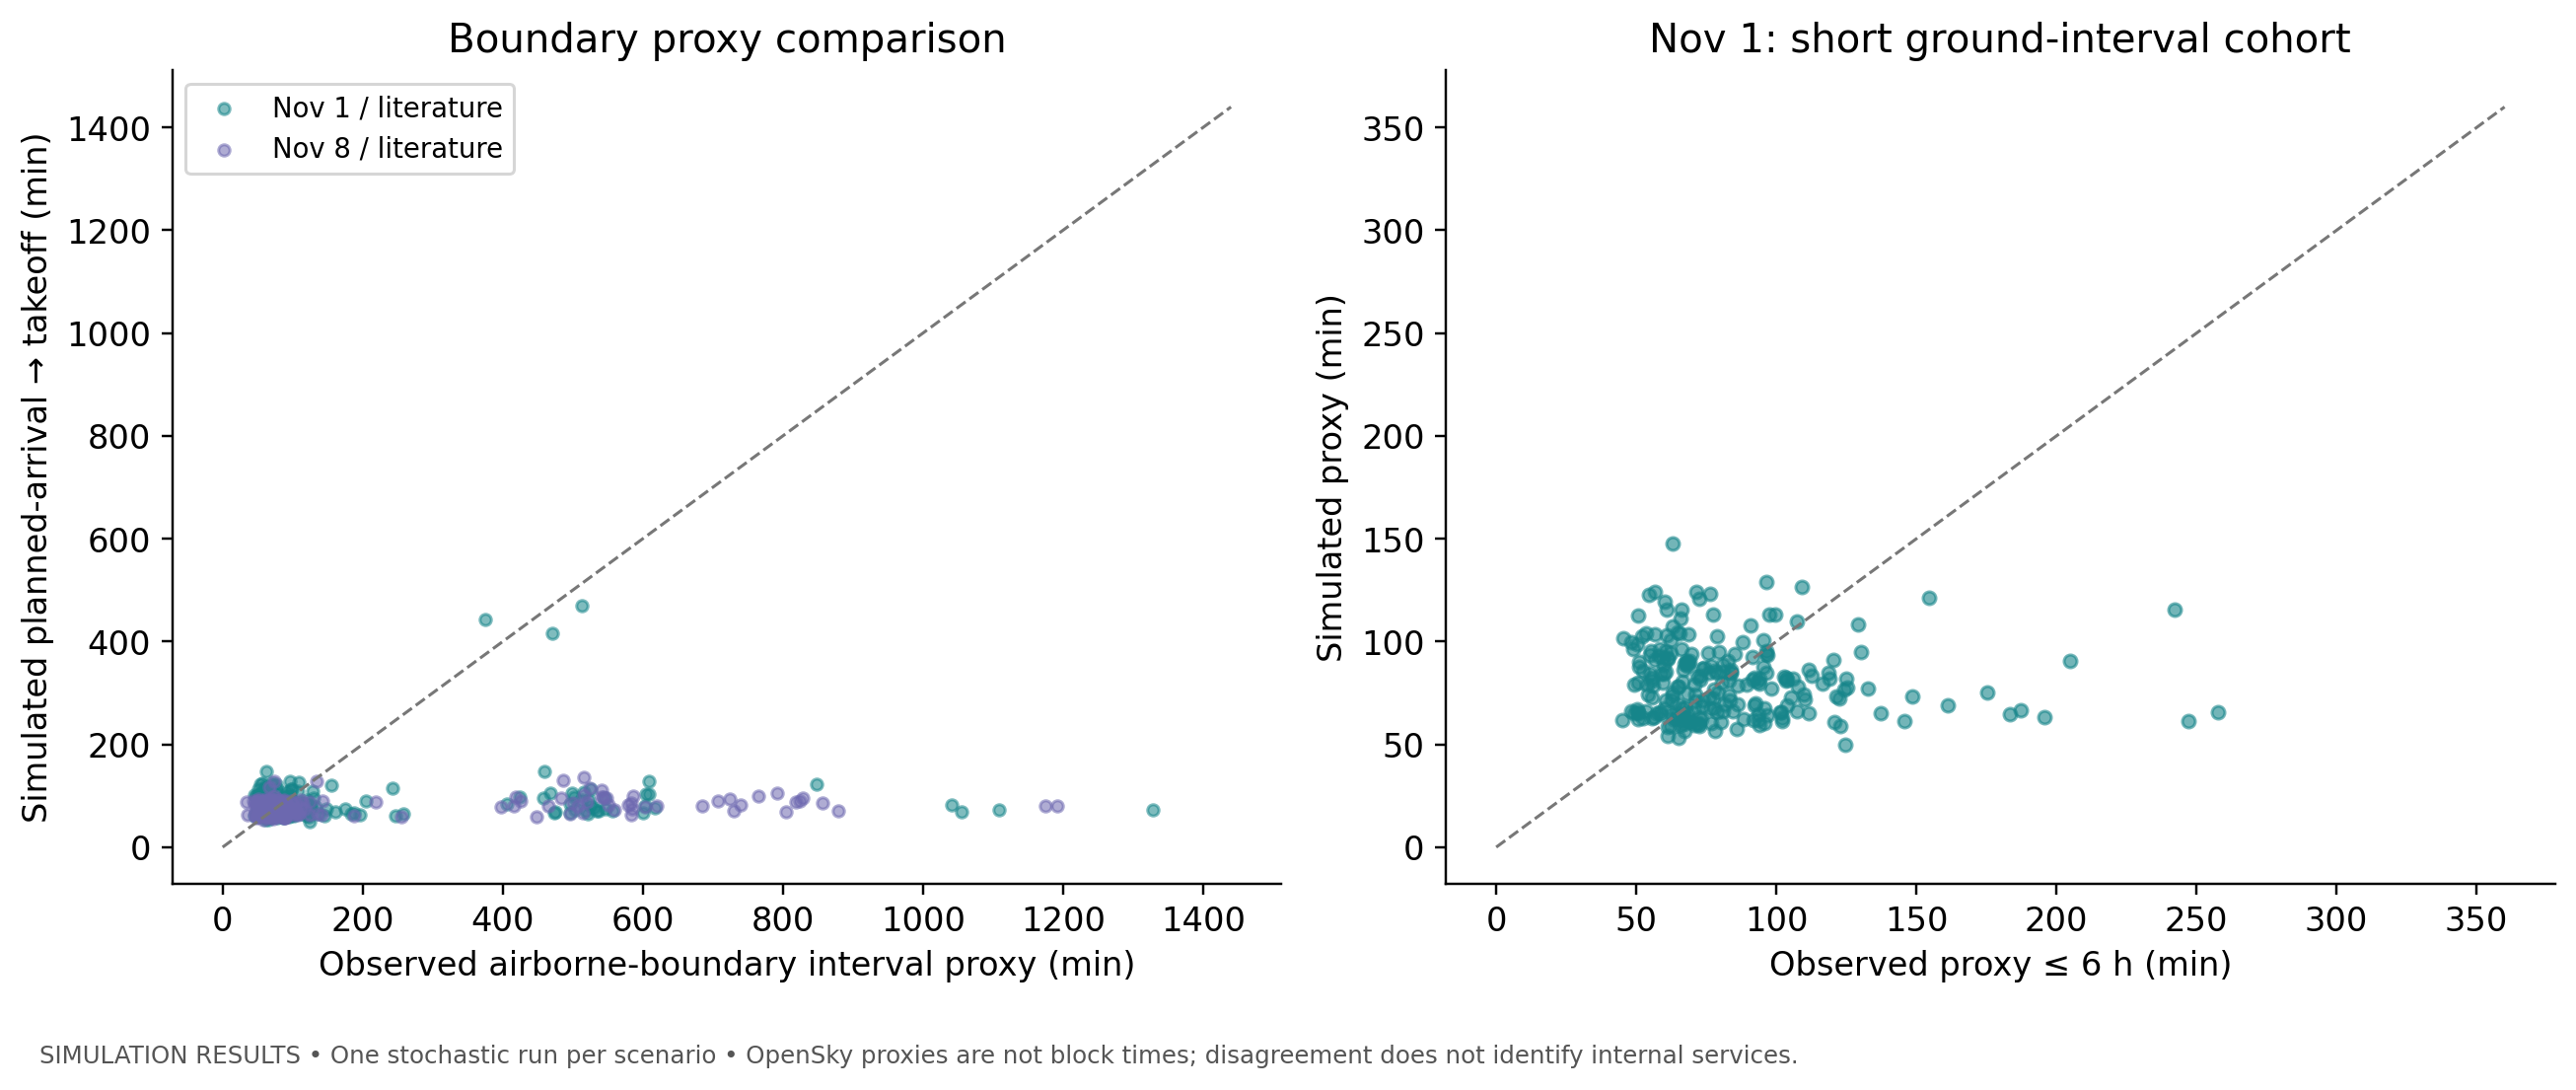 Boundary proxy comparison
Nov 1 / literature
Nov 8 / literature
Simulated planned-arrival → takeoff (min)
1400
1200
1000
800
600
400
200
0
0 200 400 600 800 1000 1200 1400
Observed airborne-boundary interval proxy (min)
Nov 1: short ground-interval cohort
Simulated proxy (min)
350
300
250
200
150
100
50
0
0 50 100 150 200 250 300 350
Observed proxy ≤ 6 h (min)
SIMULATION RESULTS • One stochastic run per scenario • OpenSky proxies are not block times; disagreement does not identify internal services.